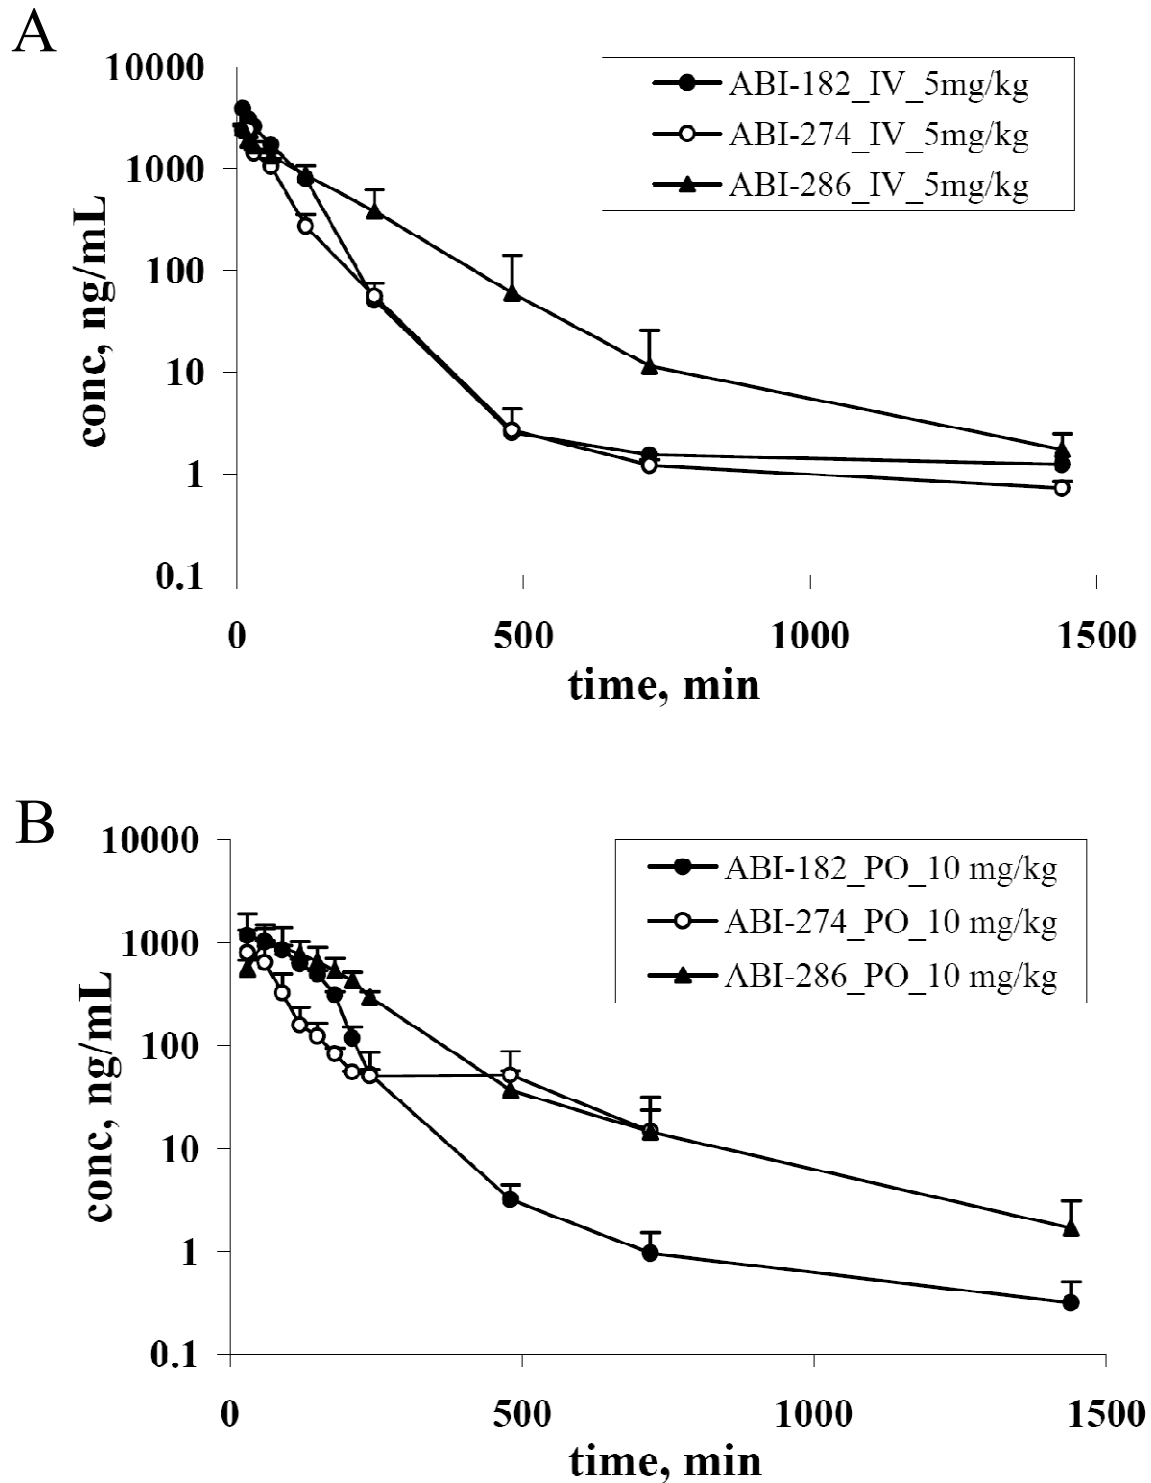 A
10000
1000
100
10
1
0.1
conc, ng/mL
ABI-182_IV_5mg/kg
ABI-274_IV_5mg/kg
ABI-286_IV_5mg/kg
0 500 1000 1500
time, min
B
10000
1000
100
10
1
0.1
conc, ng/mL
ABI-182_PO_10 mg/kg
ABI-274_PO_10 mg/kg
ABI-286_PO_10 mg/kg
0 500 1000 1500
time, min